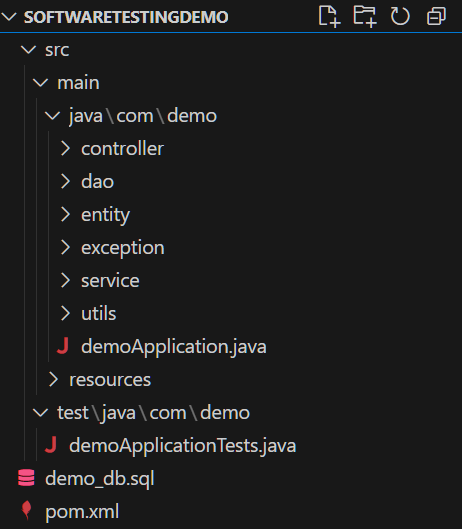 SOFTWARETESTINGDEMO
src
main
java\com\demo
controller
dao
entity
exception
service
utils
demoApplication.java
resources
test\java\com\demo
demoApplicationTests.java
demo_db.sql
pom.xml